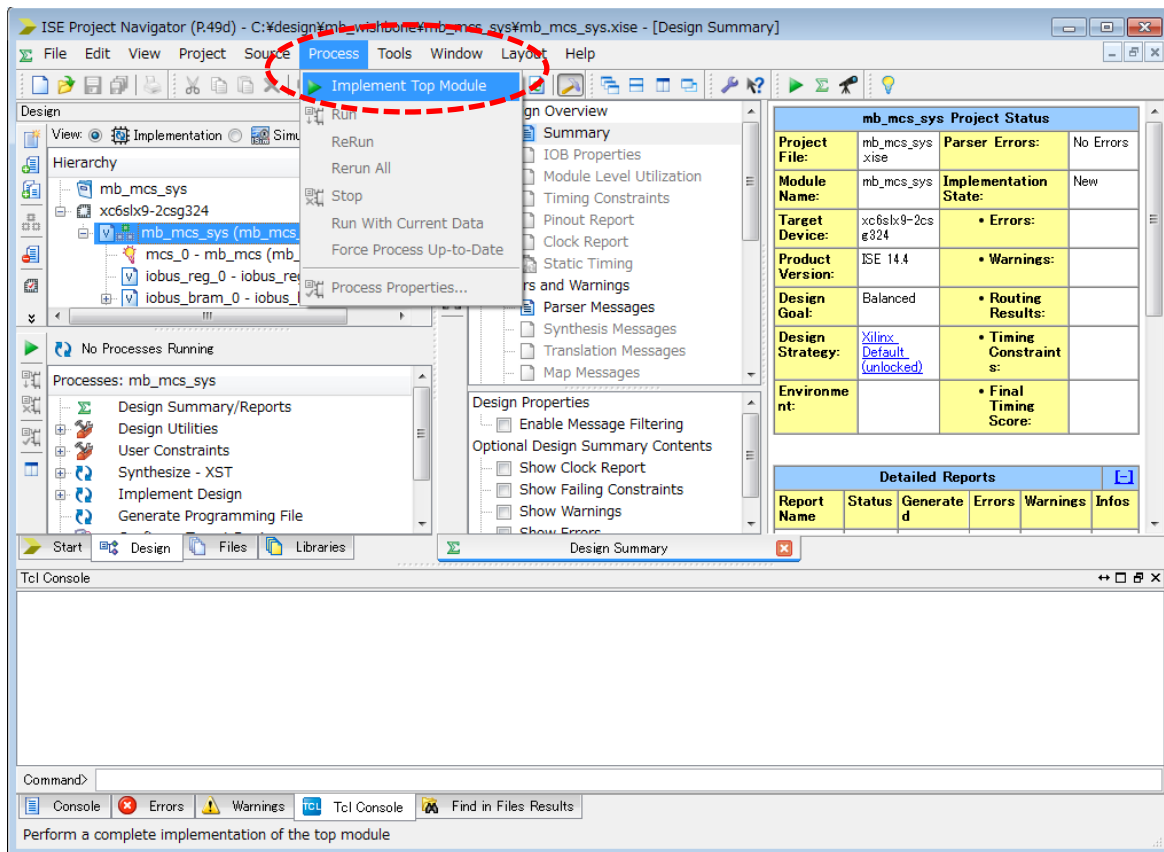 ISE Project Navigator (P.49d) - C:¥design¥mb_wishbone¥mb_mcs_sys¥mb_mcs_sys.xise - [Design Summary]
File Edit View Project Source Process Tools Window Layout Help
Implement Top Module
Run
ReRun
Rerun All
Stop
Run With Current Data
Force Process Up-to-Date
Process Properties...
Design
View: Implementation
Hierarchy
mb_mcs_sys
xc6slx9-2csg324
mb_mcs_sys (mb_mcs_
mcs_0 - mb_mcs (mb_
iobus_reg_0 - iobus_reg
iobus_bram_0 - iobus_
No Processes Running
Processes: mb_mcs_sys
Design Summary/Reports
Design Utilities
User Constraints
Synthesize - XST
Implement Design
Generate Programming File
Start Design Files Libraries
gn Overview
Summary
IOB Properties
Module Level Utilization
Timing Constraints
Pinout Report
Clock Report
Static Timing
rs and Warnings
Parser Messages
Synthesis Messages
Translation Messages
Map Messages
Design Properties
Enable Message Filtering
Optional Design Summary Contents
Show Clock Report
Show Failing Constraints
Show Warnings
Show Errors
Design Summary
mb_mcs_sys Project Status
Project File: mb_mcs_sys.xise Parser Errors: No Errors
Module Name: mb_mcs_sys Implementation State: New
Target Device: xc6slx9-2csg324 • Errors:
Product Version: ISE 14.4 • Warnings:
Design Goal: Balanced • Routing Results:
Design Strategy: Xilinx Default (unlocked) • Timing Constraints:
Environment: • Final Timing Score:
Detailed Reports [-]
Report Name Status Generated Errors Warnings Infos
Tcl Console
Command>
Console Errors Warnings TCL Tcl Console Find in Files Results
Perform a complete implementation of the top module